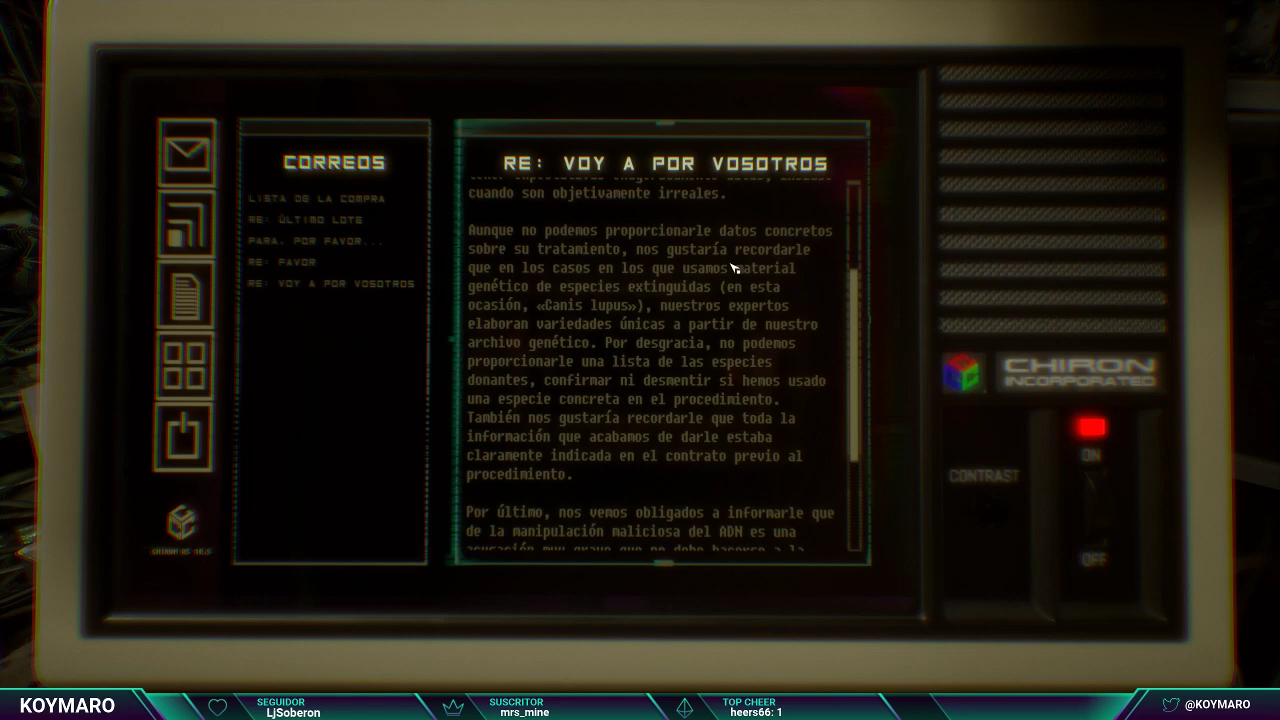 CORREOS
LISTA DE LA COMPRA
RE: ÚLTIMO LOTE
PARA, POR FAVOR...
RE: FAVOR
RE: VOY A POR VOSOTROS
RE: VOY A POR VOSOTROS
cuando son objetivamente irreales.
Aunque no podemos proporcionarle datos concretos
sobre su tratamiento, nos gustaría recordarle
que en los casos en los que usamos material
genético de especies extinguidas (en esta
ocasión, «Canis lupus»), nuestros expertos
elaboran variedades únicas a partir de nuestro
archivo genético. Por desgracia, no podemos
proporcionarle una lista de las especies
donantes, confirmar ni desmentir si hemos usado
una especie concreta en el procedimiento.
También nos gustaría recordarle que toda la
información que acabamos de darle estaba
claramente indicada en el contrato previo al
procedimiento.
Por último, nos vemos obligados a informarle que
de la manipulación maliciosa del ADN es una
CHIRON
INCORPORATED
ON
CONTRAST
OFF
KOYMARO
SEGUIDOR
LjSoberon
SUSCRITOR
mrs_mine
TOP CHEER
heers66: 1
@KOYMARO